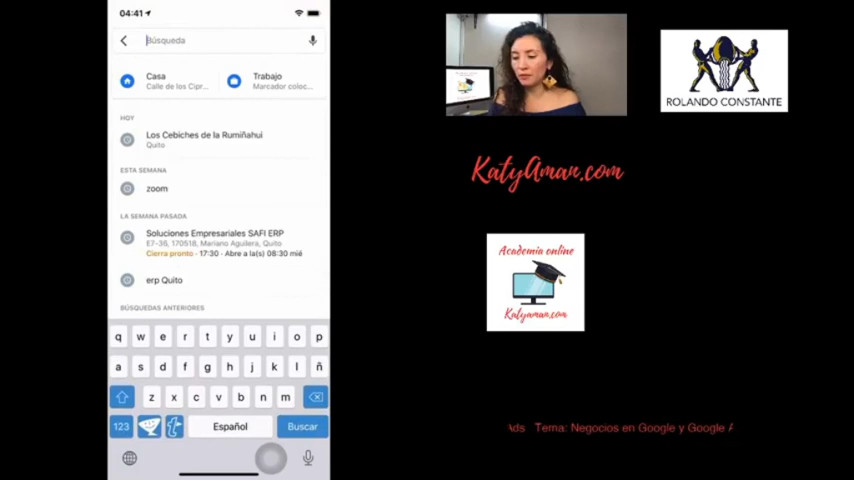 04:41
Búsqueda
Casa
Calle de los Cipr...
Trabajo
Marcador colec...
HOY
Los Cebiches de la Rumiñahui
Quito
ESTA SEMANA
zoom
LA SEMANA PASADA
Soluciones Empresariales SAFI ERP
E7-36, 170518, Mariano Aguilera, Quito
Cierra pronto · 17:30 · Abre a la(s) 08:30 mié
erp Quito
BÚSQUEDAS ANTERIORES
q w e r t y u i o p
a s d f g h j k l ñ
z x c v b n m
123
Español
Buscar
ROLANDO CONSTANTE
KatyAman.com
Academia online
Katyaman.com
Ads Tema: Negocios en Google y Google A